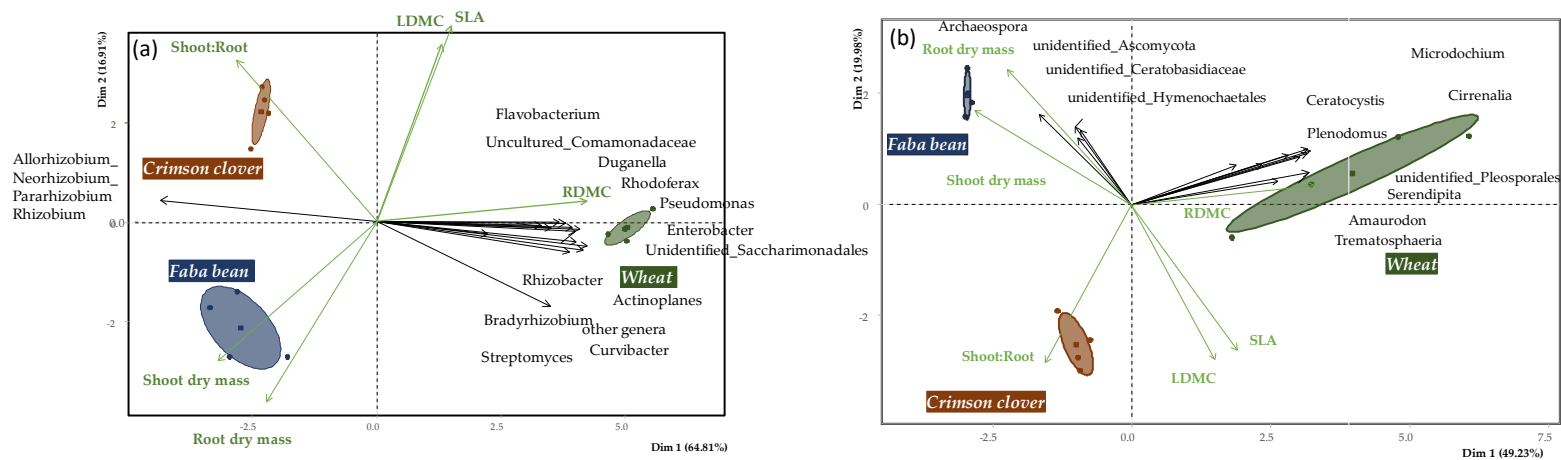 (a)
LDMC
SLA
Shoot:Root
Dim 2 (16.91%)
2
Crimson clover
Flavobacterium
Uncultured_Comamonadaceae
Duganella
Rhodoferax
RDMC
Pseudomonas
Enterobacter
Unidentified_Saccharimonadales
Allorhizobium_
Neorhizobium_
Pararhizobium
Rhizobium
0.0
Faba bean
Wheat
Rhizobacter
Actinoplanes
Bradyrhizobium
other genera
Curvibacter
Streptomyces
-2
Shoot dry mass
Root dry mass
-2.5
0.0
2.5
5.0
Dim 1 (64.81%)
(b)
Archaeospora
Root dry mass
unidentified_Ascomycota
unidentified_Ceratobasidiaceae
unidentified_Hymenochaetales
Microdochium
Ceratocystis
Cirrenalia
Plenodomus
Dim 2 (19.98%)
2
Faba bean
Shoot dry mass
unidentified_Pleosporales
Serendipita
RDMC
Amaurodon
Trematosphaeria
Wheat
0
-2
Shoot:Root
SLA
LDMC
Crimson clover
-2.5
0.0
2.5
5.0
7.5
Dim 1 (49.23%)